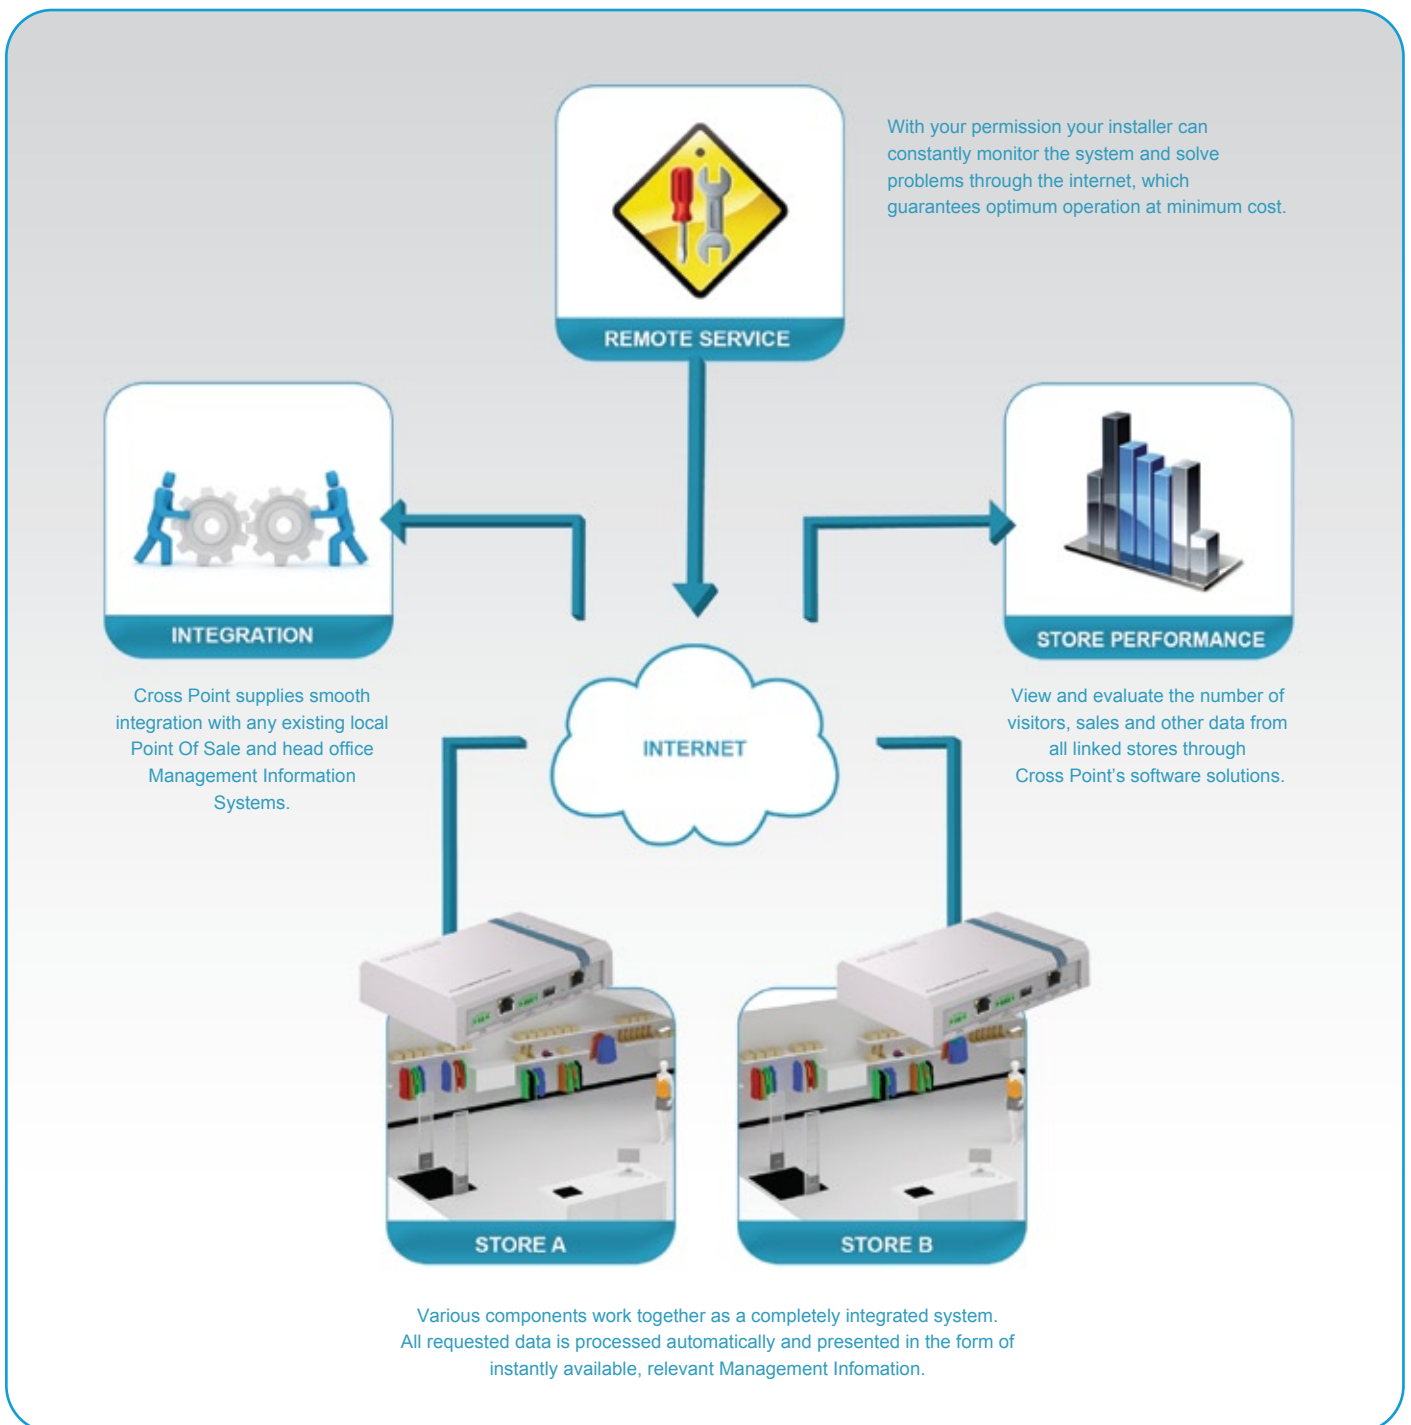 With your permission your installer can
constantly monitor the system and solve
problems through the internet, which
guarantees optimum operation at minimum cost.
REMOTE SERVICE
INTEGRATION
Cross Point supplies smooth
integration with any existing local
Point Of Sale and head office
Management Information
Systems.
STORE PERFORMANCE
View and evaluate the number of
visitors, sales and other data from
all linked stores through
Cross Point's software solutions.
INTERNET
STORE A
STORE B
Various components work together as a completely integrated system.
All requested data is processed automatically and presented in the form of
instantly available, relevant Management Infomation.